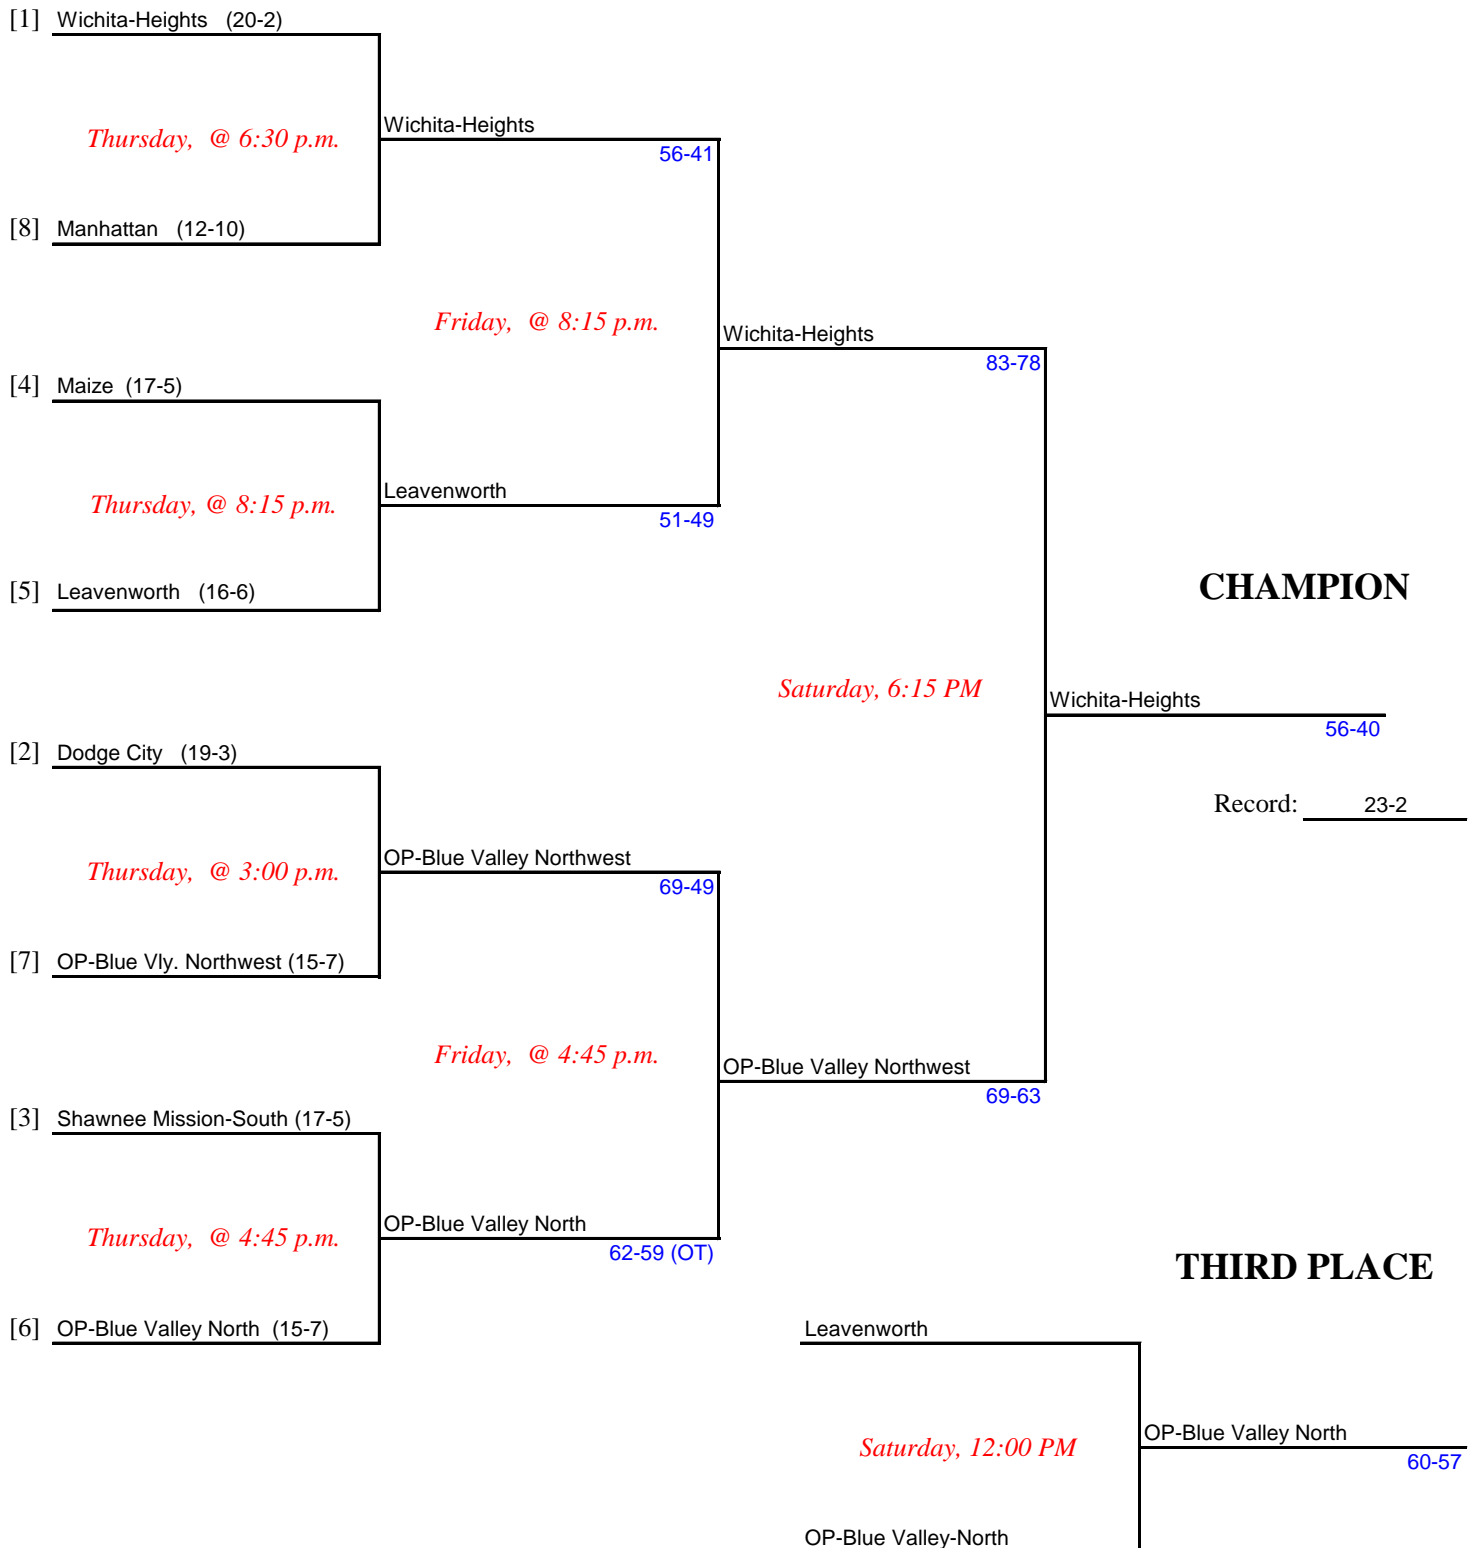 [1] Wichita-Heights (20-2)
Wichita-Heights
Thursday, @ 6:30 p.m.
56-41
[8] Manhattan (12-10)
Friday, @ 8:15 p.m.
Wichita-Heights
83-78
[4] Maize (17-5)
Leavenworth
Thursday, @ 8:15 p.m.
51-49
[5] Leavenworth (16-6)
CHAMPION
Saturday, 6:15 PM
Wichita-Heights
56-40
[2] Dodge City (19-3)
Record: 23-2
OP-Blue Valley Northwest
Thursday, @ 3:00 p.m.
69-49
[7] OP-Blue Vly. Northwest (15-7)
Friday, @ 4:45 p.m.
OP-Blue Valley Northwest
69-63
[3] Shawnee Mission-South (17-5)
OP-Blue Valley North
Thursday, @ 4:45 p.m.
62-59 (OT)
THIRD PLACE
[6] OP-Blue Valley North (15-7)
Leavenworth
OP-Blue Valley North
Saturday, 12:00 PM
60-57
OP-Blue Valley-North